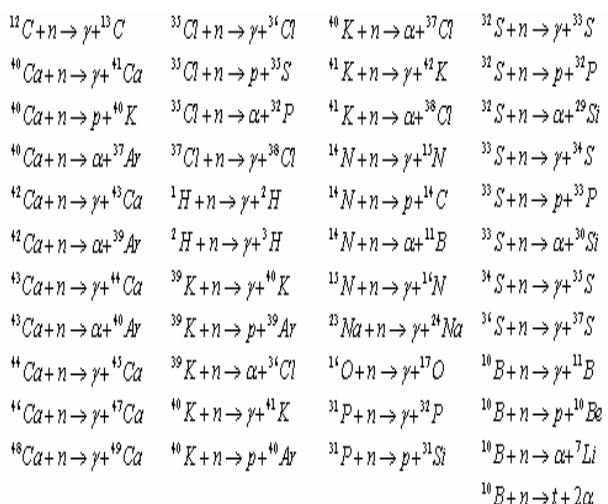 ¹²C+n→γ+¹³C
⁴⁰Ca+n→γ+⁴¹Ca
⁴⁰Ca+n→p+⁴⁰K
⁴⁰Ca+n→α+³⁷Ar
⁴²Ca+n→γ+⁴³Ca
⁴²Ca+n→α+³⁹Ar
⁴³Ca+n→γ+⁴⁴Ca
⁴³Ca+n→α+⁴⁰Ar
⁴⁴Ca+n→γ+⁴⁵Ca
⁴⁶Ca+n→γ+⁴⁷Ca
⁴⁸Ca+n→γ+⁴⁹Ca
³⁵Cl+n→γ+³⁶Cl
³⁵Cl+n→p+³⁵S
³⁵Cl+n→α+³²P
³⁷Cl+n→γ+³⁸Cl
¹H+n→γ+²H
²H+n→γ+³H
³⁹K+n→γ+⁴⁰K
³⁹K+n→p+³⁹Ar
³⁹K+n→α+³⁶Cl
⁴⁰K+n→γ+⁴¹K
⁴⁰K+n→p+⁴⁰Ar
⁴⁰K+n→α+³⁷Cl
⁴¹K+n→γ+⁴²K
⁴¹K+n→α+³⁸Cl
¹⁴N+n→γ+¹⁵N
¹⁴N+n→p+¹⁴C
¹⁴N+n→α+¹¹B
¹⁵N+n→γ+¹⁶N
²³Na+n→γ+²⁴Na
¹⁶O+n→γ+¹⁷O
³¹P+n→γ+³²P
³¹P+n→p+³¹Si
³²S+n→γ+³³S
³²S+n→p+³²P
³²S+n→α+²⁹Si
³³S+n→γ+³⁴S
³³S+n→p+³³P
³³S+n→α+³⁰Si
³⁴S+n→γ+³⁵S
³⁶S+n→γ+³⁷S
¹⁰B+n→γ+¹¹B
¹⁰B+n→p+¹⁰Be
¹⁰B+n→α+⁷Li
¹⁰B+n→t+2α